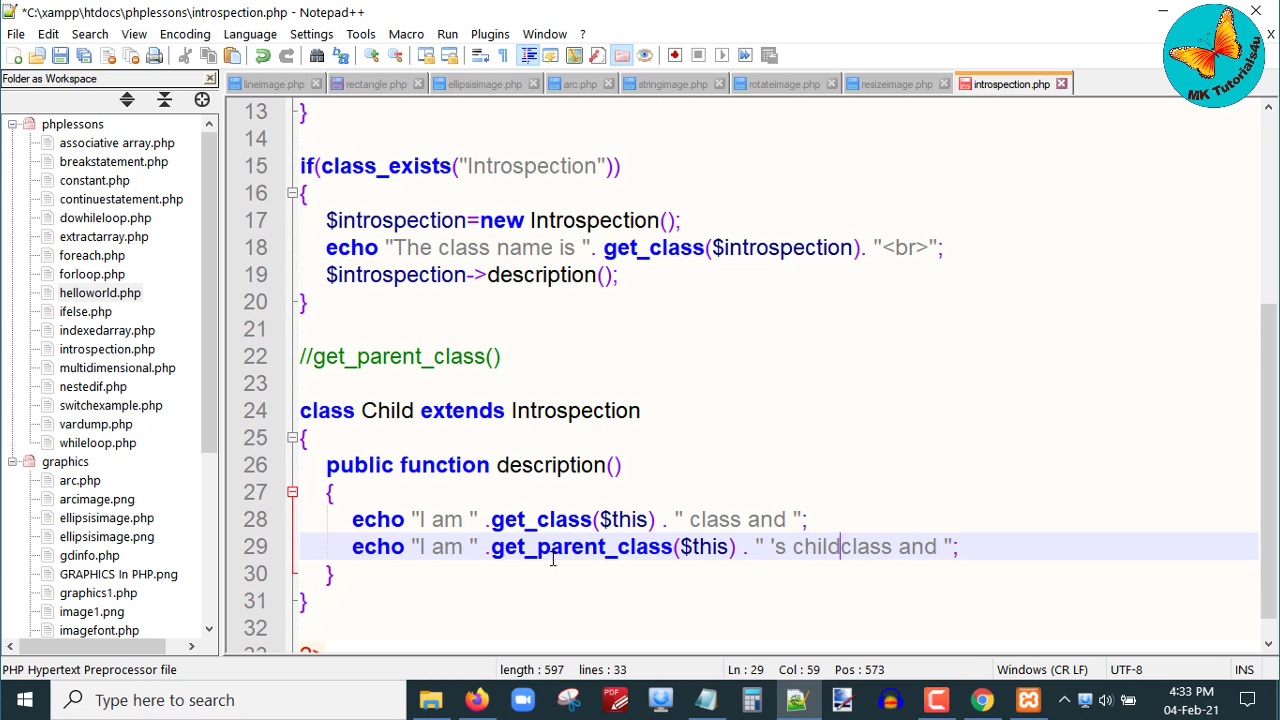 *C:\xampp\htdocs\phplessons\introspection.php - Notepad++
File Edit Search View Encoding Language Settings Tools Macro Run Plugins Window ?
X
MK Tutorials4u
Folder as Workspace
lineimage.php rectangle.php ellipsisimage.php arc.php stringimage.php rotateimage.php resizeimage.php introspection.php
phplessons
associative array.php
breakstatement.php
constant.php
continuestatement.php
dowhileloop.php
extractarray.php
foreach.php
forloop.php
helloworld.php
ifelse.php
indexedarray.php
introspection.php
multidimensional.php
nestedif.php
switchexample.php
vardump.php
whileloop.php
graphics
arc.php
arcimage.png
ellipsisimage.png
ellipsisimage.php
gdinfo.php
GRAPHICS In PHP.png
graphics1.php
image1.png
imagefont.php
13 }
14
15 if(class_exists("Introspection"))
16 {
17 $introspection=new Introspection();
18 echo "The class name is ". get_class($introspection). "<br>";
19 $introspection->description();
20 }
21
22 //get_parent_class()
23
24 class Child extends Introspection
25 {
26 public function description()
27 {
28 echo "I am " .get_class($this) . " class and ";
29 echo "I am " .get_parent_class($this) . " 's childclass and ";
30 }
31 }
32
33 ?>
PHP Hypertext Preprocessor file length : 597 lines : 33 Ln : 29 Col : 59 Pos : 573 Windows (CR LF) UTF-8 INS
Type here to search
PDF
4:33 PM
04-Feb-21